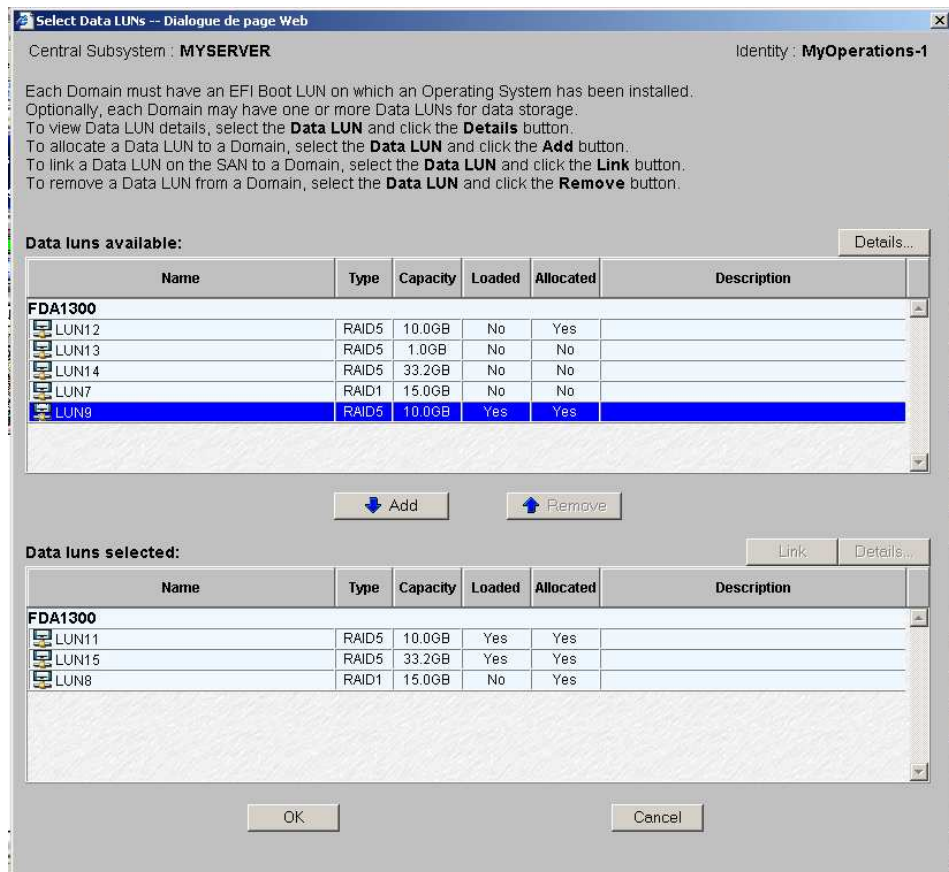 Select Data LUNs -- Dialogue de page Web
Central Subsystem : MYSERVER Identity : MyOperations-1
Each Domain must have an EFI Boot LUN on which an Operating System has been installed.
Optionally, each Domain may have one or more Data LUNs for data storage.
To view Data LUN details, select the Data LUN and click the Details button.
To allocate a Data LUN to a Domain, select the Data LUN and click the Add button.
To link a Data LUN on the SAN to a Domain, select the Data LUN and click the Link button.
To remove a Data LUN from a Domain, select the Data LUN and click the Remove button.
Data luns available: Details...
Name Type Capacity Loaded Allocated Description
FDA1300
LUN12 RAID5 10.0GB No Yes
LUN13 RAID5 1.0GB No No
LUN14 RAID5 33.2GB No No
LUN7 RAID1 15.0GB No No
LUN9 RAID5 10.0GB Yes Yes
Add Remove
Data luns selected: Link Details...
Name Type Capacity Loaded Allocated Description
FDA1300
LUN11 RAID5 10.0GB Yes Yes
LUN15 RAID5 33.2GB Yes Yes
LUN8 RAID1 15.0GB No Yes
OK Cancel